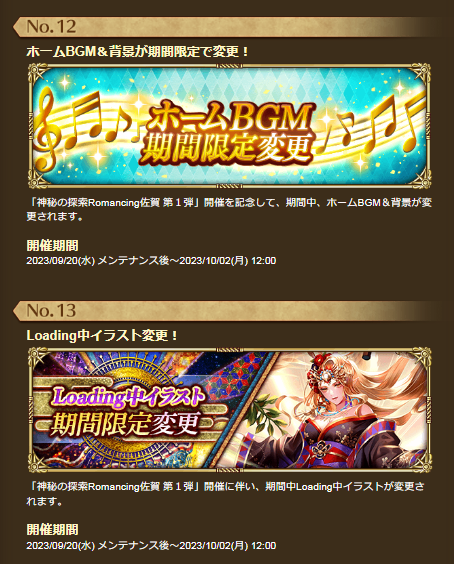 No.12
ホームBGM＆背景が期間限定で変更！
ホームBGM
期間限定変更
「神秘の探索Romancing佐賀 第１弾」開催を記念して、期間中、ホームBGM＆背景が変
更されます。
開催期間
2023/09/20(水) メンテナンス後～2023/10/02(月) 12:00
No.13
Loading中イラスト変更！
Loading中イラスト
期間限定変更
「神秘の探索Romancing佐賀 第１弾」開催に伴い、期間中Loading中イラストが変更さ
れます。
開催期間
2023/09/20(水) メンテナンス後～2023/10/02(月) 12:00